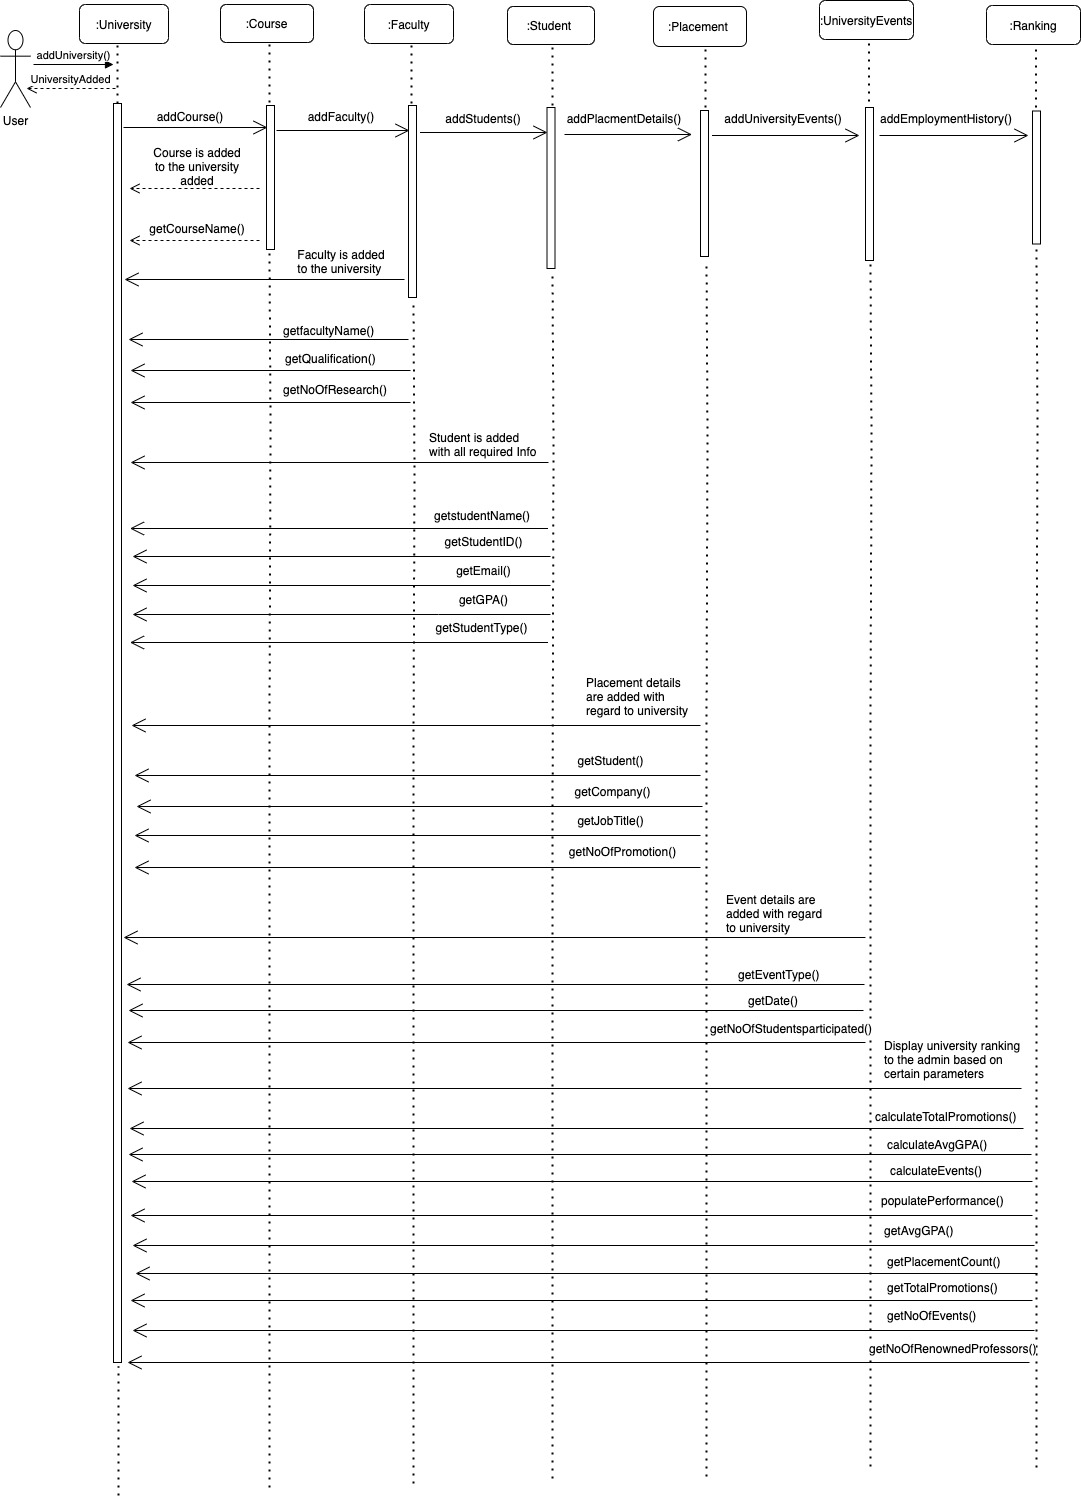 :University
:Course
:Faculty
:Student
:Placement
:UniversityEvents
:Ranking
addUniversity()
UniversityAdded
User
addCourse()
addFaculty()
addStudents()
addPlacmentDetails()
addUniversityEvents()
addEmploymentHistory()
Course is added
to the university
added
getCourseName()
Faculty is added
to the university
getfacultyName()
getQualification()
getNoOfResearch()
Student is added
with all required Info
getstudentName()
getStudentID()
getEmail()
getGPA()
getStudentType()
Placement details
are added with
regard to university
getStudent()
getCompany()
getJobTitle()
getNoOfPromotion()
Event details are
added with regard
to university
getEventType()
getDate()
getNoOfStudentsparticipated()
Display university ranking
to the admin based on
certain parameters
calculateTotalPromotions()
calculateAvgGPA()
calculateEvents()
populatePerformance()
getAvgGPA()
getPlacementCount()
getTotalPromotions()
getNoOfEvents()
getNoOfRenownedProfessors()